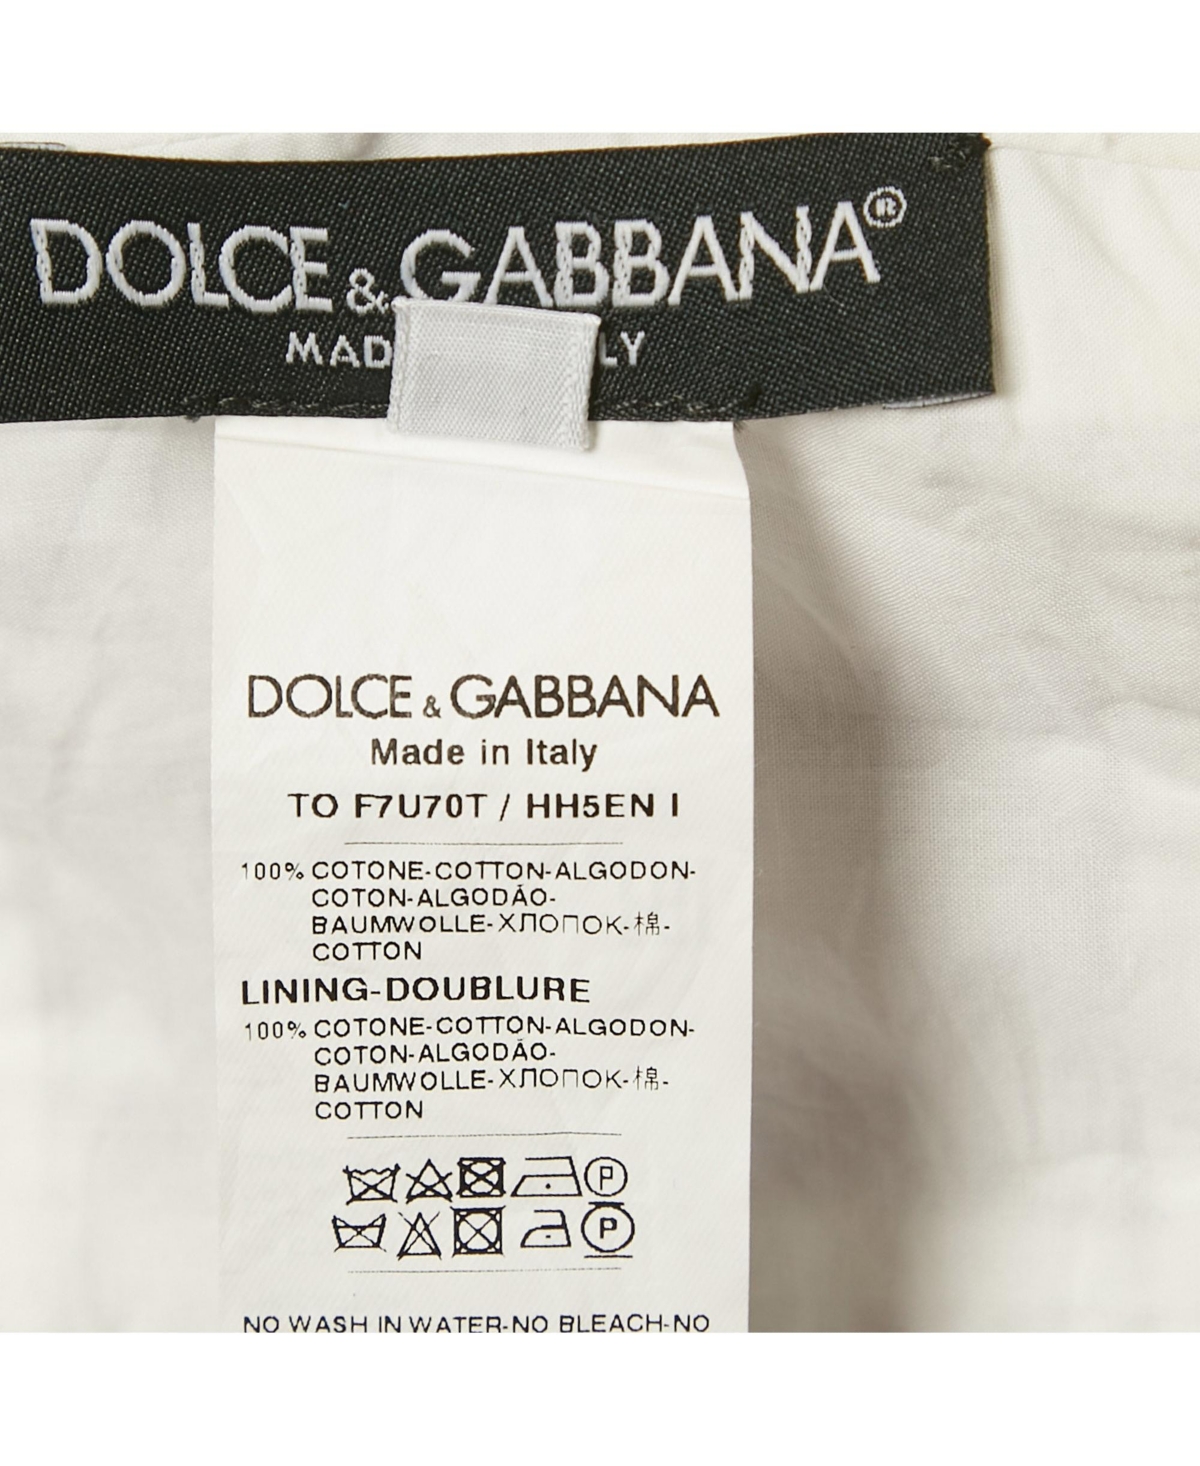 DOLCE & GABBANA®
MAD LY
DOLCE & GABBANA
Made in Italy
TO F7U70T / HH5EN I
100% COTONE-COTTON-ALGODON-
COTON-ALGODÃO-
BAUMWOLLE-ХЛОПОК-棉-
COTTON
LINING-DOUBLURE
100% COTONE-COTTON-ALGODON-
COTON-ALGODÃO-
BAUMWOLLE-ХЛОПОК-棉-
COTTON
P
P
NO WASH IN WATER-NO BLEACH-NO